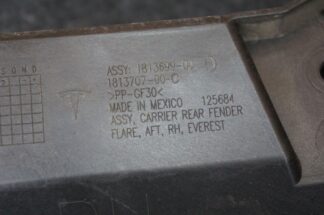 SOND
ASSY: 1813699-00
1813702-00-C
>PP-GF30<
MADE IN MEXICO 125684
ASSY, CARRIER REAR FENDER
FLARE, AFT, RH, EVEREST